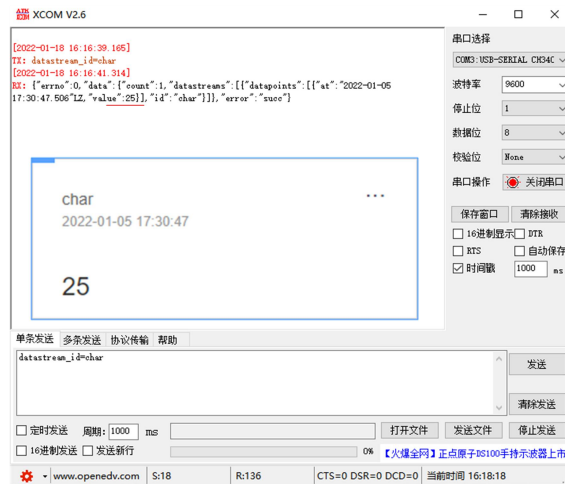 XCOM V2.6
[2022-01-18 16:16:39.165]
TX: datastream_id=char
[2022-01-18 16:16:41.314]
RX: {"errno":0,"data":{"count":1,"datastreams":[{"datapoints":[{"at":"2022-01-05
17:30:47.506"LZ,"value":25}],"id":"char"}]},"error":"succ"}
char
2022-01-05 17:30:47
25
串口选择
COM3:USB-SERIAL CH340
波特率 9600
停止位 1
数据位 8
校验位 None
串口操作 关闭串口
保存窗口 清除接收
16进制显示 DTR
RTS 自动保存
时间戳 1000 ms
单条发送 多条发送 协议传输 帮助
datastream_id=char
发送
清除发送
定时发送 周期: 1000 ms 打开文件 发送文件 停止发送
16进制发送 发送新行 0% 【火爆全网】正点原子DS100手持示波器上市
www.openedv.com S:18 R:136 CTS=0 DSR=0 DCD=0 当前时间 16:18:18